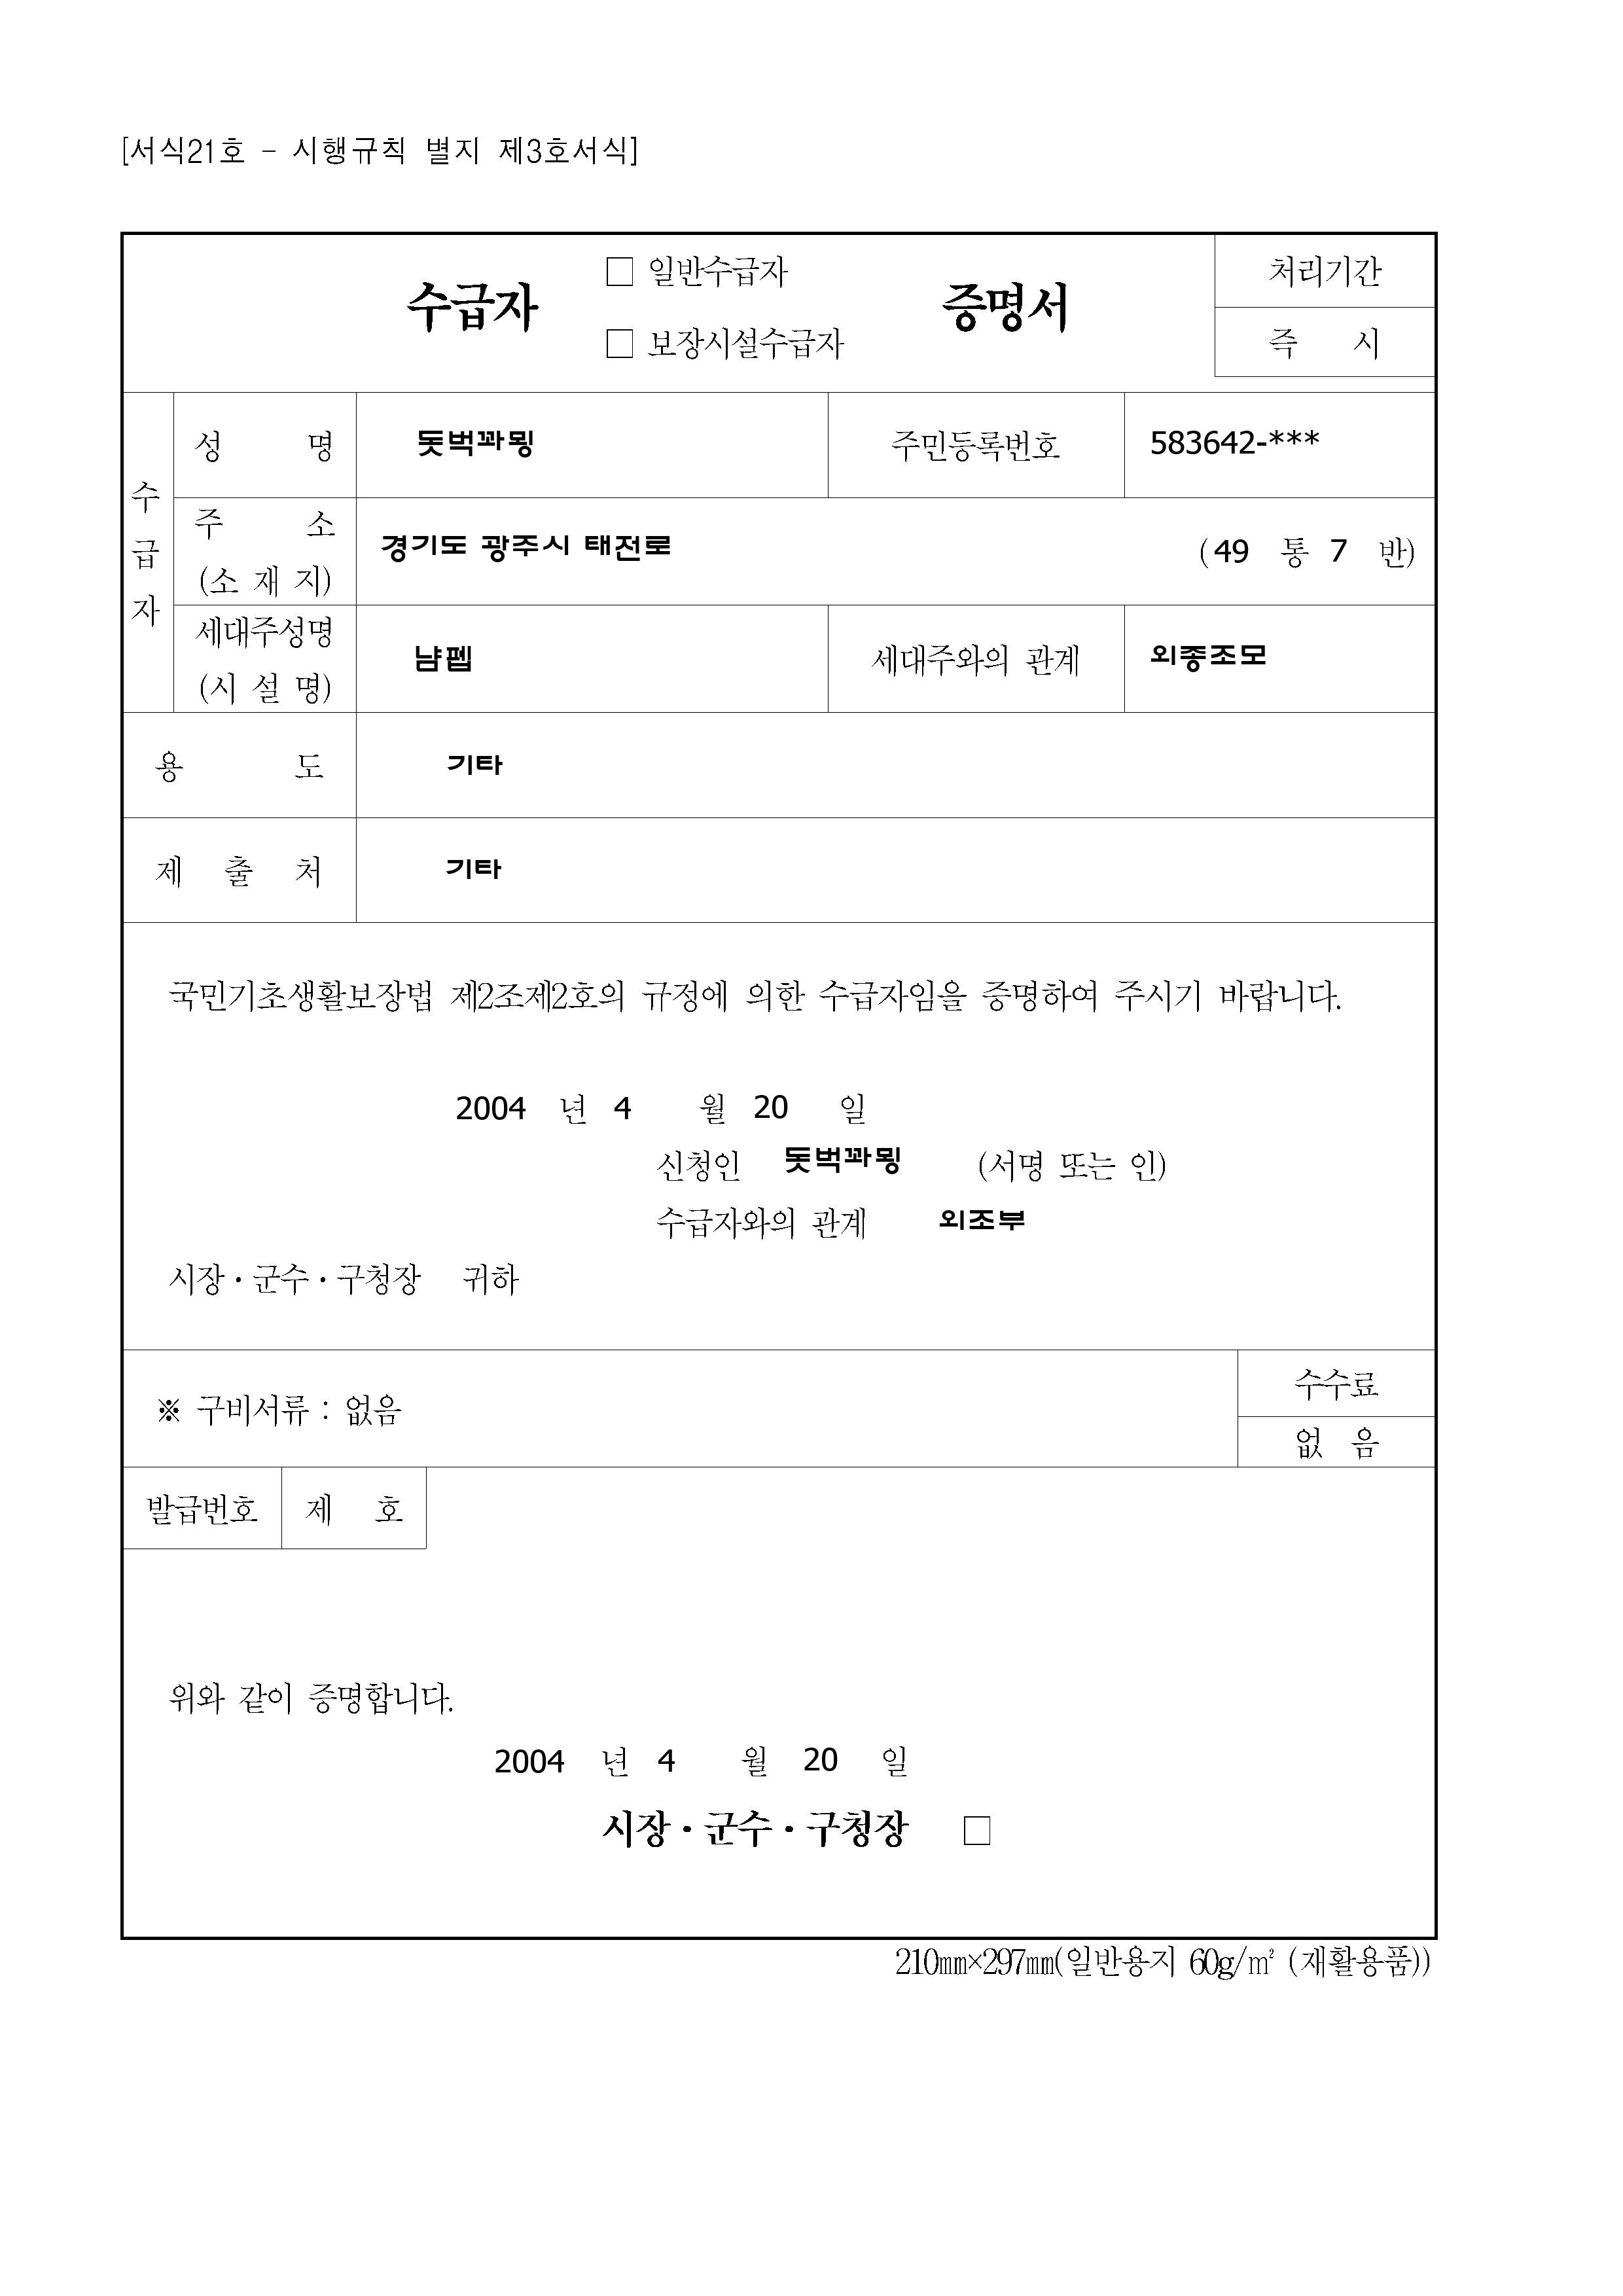 [서식21호 - 시행규칙 별지 제3호서식]
수급자 □ 일반수급자 □ 보장시설수급자 증명서
처리기간
즉 시
수급자
성 명 돗벅꽈묑 주민등록번호 583642-***
주 소 (소 재 지) 경기도 광주시 태전로 (49 통 7 반)
세대주성명 (시 설 명) 냠펩 세대주와의 관계 외종조모
용 도 기타
제 출 처 기타
국민기초생활보장법 제2조제2호의 규정에 의한 수급자임을 증명하여 주시기 바랍니다.
2004 년 4 월 20 일
신청인 돗벅꽈묑 (서명 또는 인)
수급자와의 관계 외조부
시장·군수·구청장 귀하
※ 구비서류 : 없음
수수료
없 음
발급번호 제 호
위와 같이 증명합니다.
2004 년 4 월 20 일
시장·군수·구청장 □
210㎜×297㎜(일반용지 60g/㎡ (재활용품))